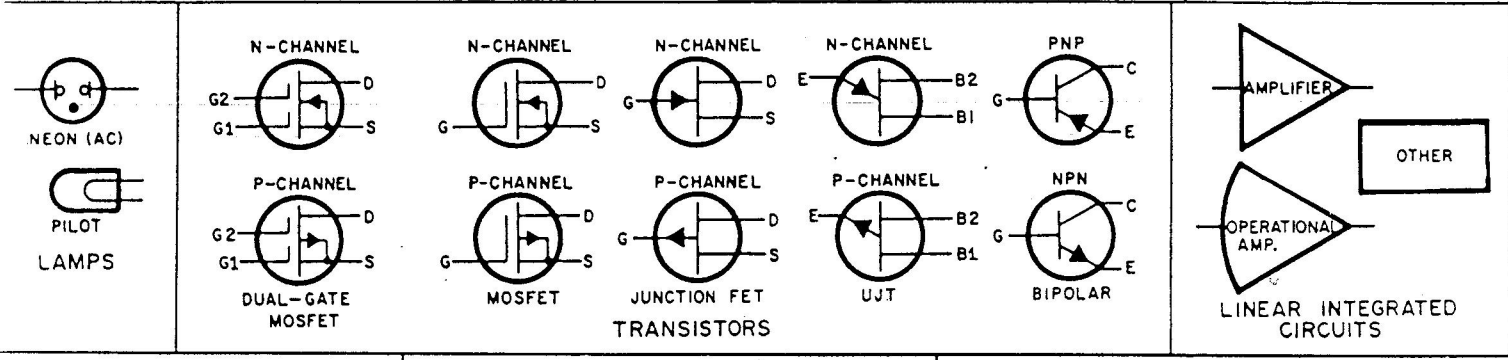 NEON (AC)
PILOT
LAMPS
N-CHANNEL
G2
G1
D
S
P-CHANNEL
G2
G1
D
S
DUAL-GATE
MOSFET
N-CHANNEL
G
D
S
P-CHANNEL
G
D
S
MOSFET
N-CHANNEL
G
D
S
P-CHANNEL
G
D
S
JUNCTION FET
N-CHANNEL
E
B2
B1
P-CHANNEL
E
B2
B1
UJT
PNP
G
C
E
NPN
G
C
E
BIPOLAR
TRANSISTORS
AMPLIFIER
OTHER
OPERATIONAL
AMP.
LINEAR INTEGRATED
CIRCUITS